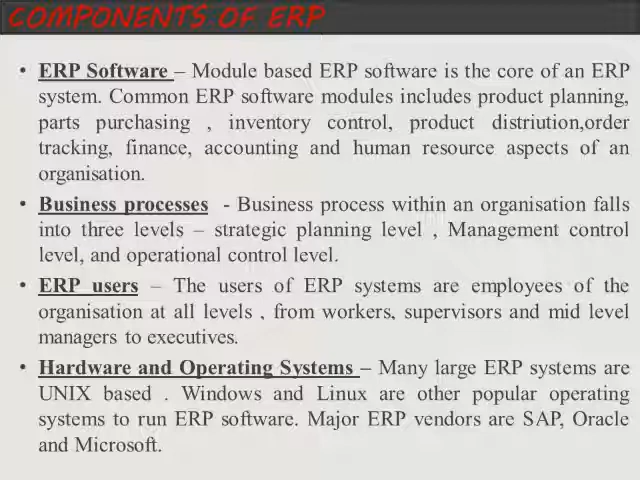 COMPONENTS OF ERP
• ERP Software – Module based ERP software is the core of an ERP
system. Common ERP software modules includes product planning,
parts purchasing , inventory control, product distriution,order
tracking, finance, accounting and human resource aspects of an
organisation.
• Business processes - Business process within an organisation falls
into three levels – strategic planning level , Management control
level, and operational control level.
• ERP users – The users of ERP systems are employees of the
organisation at all levels , from workers, supervisors and mid level
managers to executives.
• Hardware and Operating Systems – Many large ERP systems are
UNIX based . Windows and Linux are other popular operating
systems to run ERP software. Major ERP vendors are SAP, Oracle
and Microsoft.